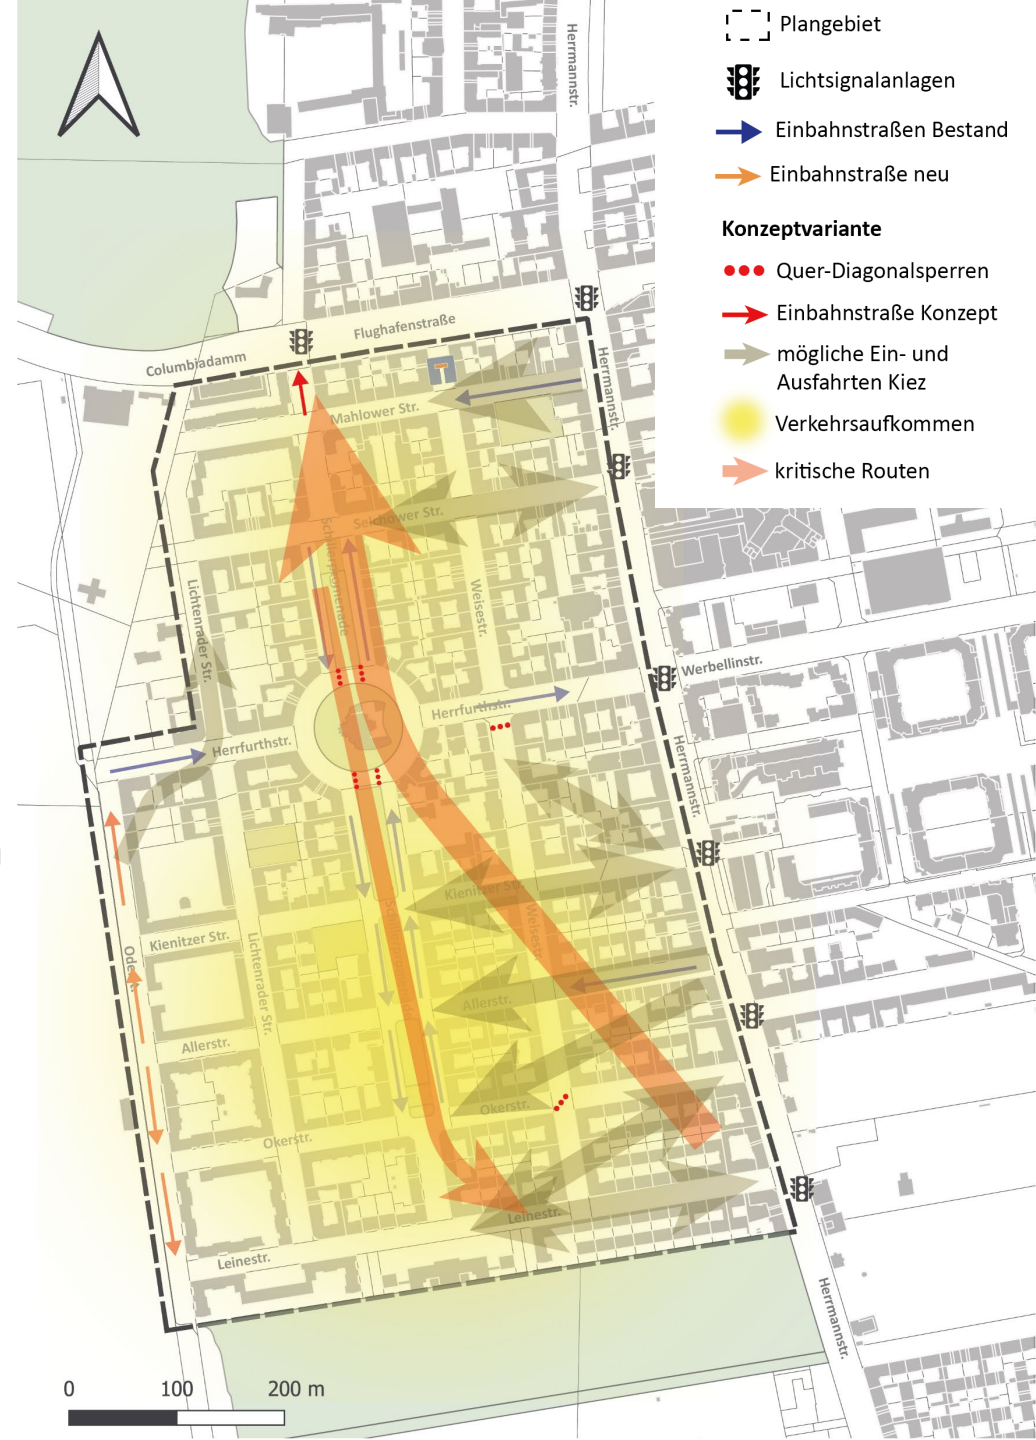 Plangebiet
Lichtsignalanlagen
Einbahnstraßen Bestand
Einbahnstraße neu
Konzeptvariante
Quer-Diagonalsperren
Einbahnstraße Konzept
mögliche Ein- und
Ausfahrten Kiez
Verkehrsaufkommen
kritische Routen
Herrmannstr.
Flughafenstraße
Columbiadamm
Herrmannstr.
Mahlower Str.
Selchower Str.
Schillerpromenade
Lichtenrader Str.
Weisestr.
Werbellinstr.
Herrfurthstr.
Herrfurthstr.
Herrmannstr.
Kienitzer Str.
Weisestr.
Kienitzer Str.
Lichtenrader Str.
Allerstr.
Allerstr.
Okerstr.
Okerstr.
Leinestr.
Leinestr.
Herrmannstr.
0 100 200 m